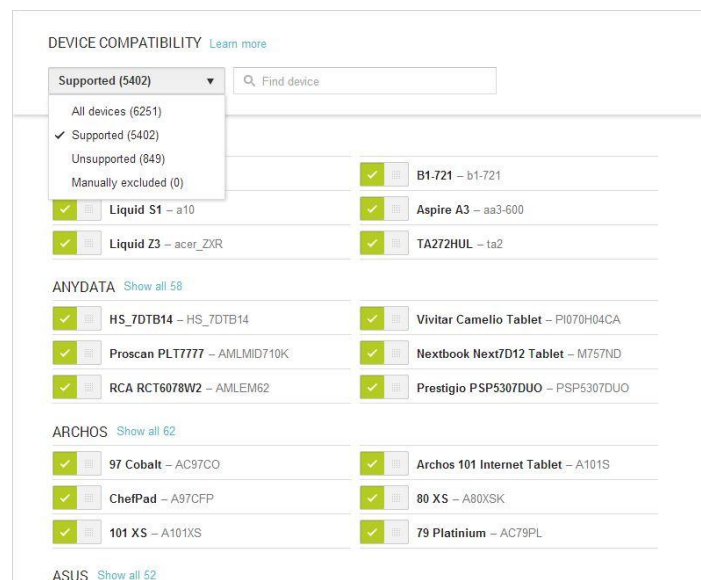 DEVICE COMPATIBILITY Learn more
Supported (5402) Find device
All devices (6251)
Supported (5402)
Unsupported (849)
Manually excluded (0)
B1-721 – b1-721
Liquid S1 – a10 Aspire A3 – aa3-600
Liquid Z3 – acer_ZXR TA272HUL – ta2
ANYDATA Show all 58
HS_7DTB14 – HS_7DTB14 Vivitar Camelio Tablet – PI070H04CA
Proscan PLT7777 – AMLMID710K Nextbook Next7D12 Tablet – M757ND
RCA RCT6078W2 – AMLEM62 Prestigio PSP5307DUO – PSP5307DUO
ARCHOS Show all 62
97 Cobalt – AC97CO Archos 101 Internet Tablet – A101S
ChefPad – A97CFP 80 XS – A80XSK
101 XS – A101XS 79 Platinium – AC79PL
ASUS Show all 52